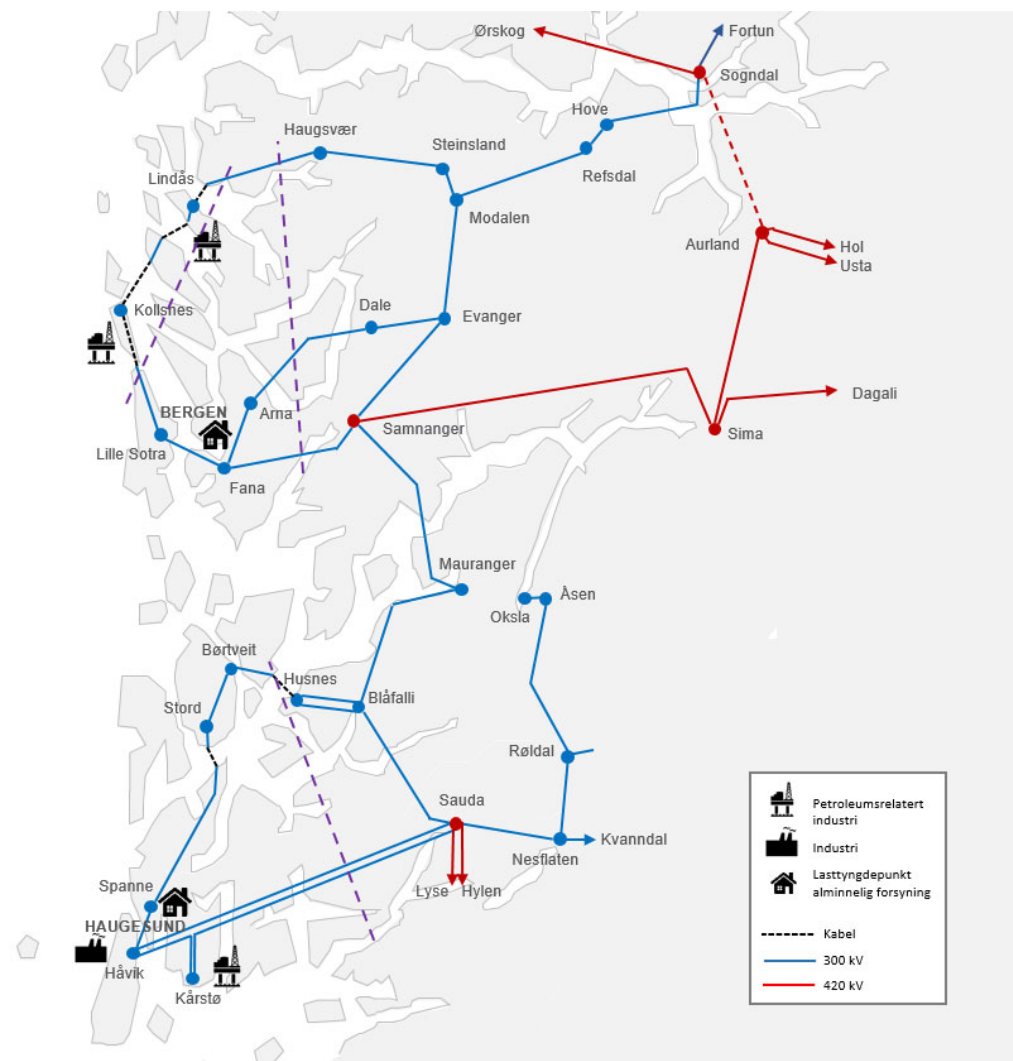 Ørskog
Fortun
Sogndal
Hove
Haugsvær
Steinsland
Refsdal
Lindås
Modalen
Aurland
Hol
Usta
Kollsnes
Dale
Evanger
Dagali
BERGEN
Arna
Samnanger
Sima
Lille Sotra
Fana
Mauranger
Åsen
Oksla
Børtveit
Husnes
Blåfalli
Stord
Røldal
Sauda
Kvanndal
Nesflaten
Lyse
Hylen
Spanne
HAUGESUND
Håvik
Kårstø
Petroleumsrelatert
industri
Industri
Lasttyngdepunkt
alminnelig forsyning
Kabel
300 kV
420 kV